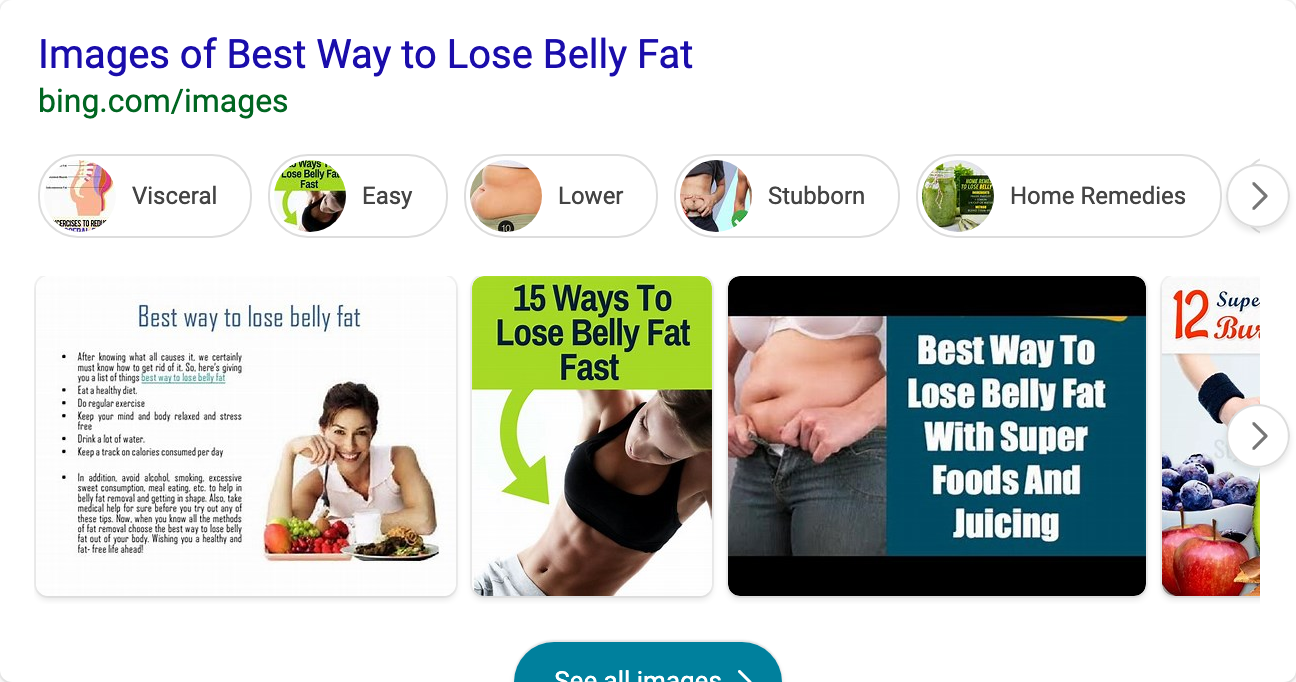 Images of Best Way to Lose Belly Fat
bing.com/images
Visceral
15 Ways
Lose Belly Fat
Fast
Easy
Lower
10
Stubborn
Home Remedies
Best way to lose belly fat
After knowing what all causes it, we certainly
must know how to get rid of it. So, here's giving
you a list of things best way to lose belly fat
Eat a healthy diet.
Do regular exercise
Keep your mind and body relaxed and stress
free
Drink a lot of water.
Keep a track on calories consumed per day
In addition, avoid alcohol, smoking, excessive
sweet consumption, meal eating, etc. to help in
belly fat removal and getting in shape. Also, take
medical help for sure before you try out any of
these tips. Now, when you know all the methods
of fat removal choose the best way to lose belly
fat out of your body. Wishing you a healthy and
fat- free life ahead!
15 Ways To
Lose Belly Fat
Fast
Best Way To
Lose Belly Fat
With Super
Foods And
Juicing
12 Supe
Bur
See all images